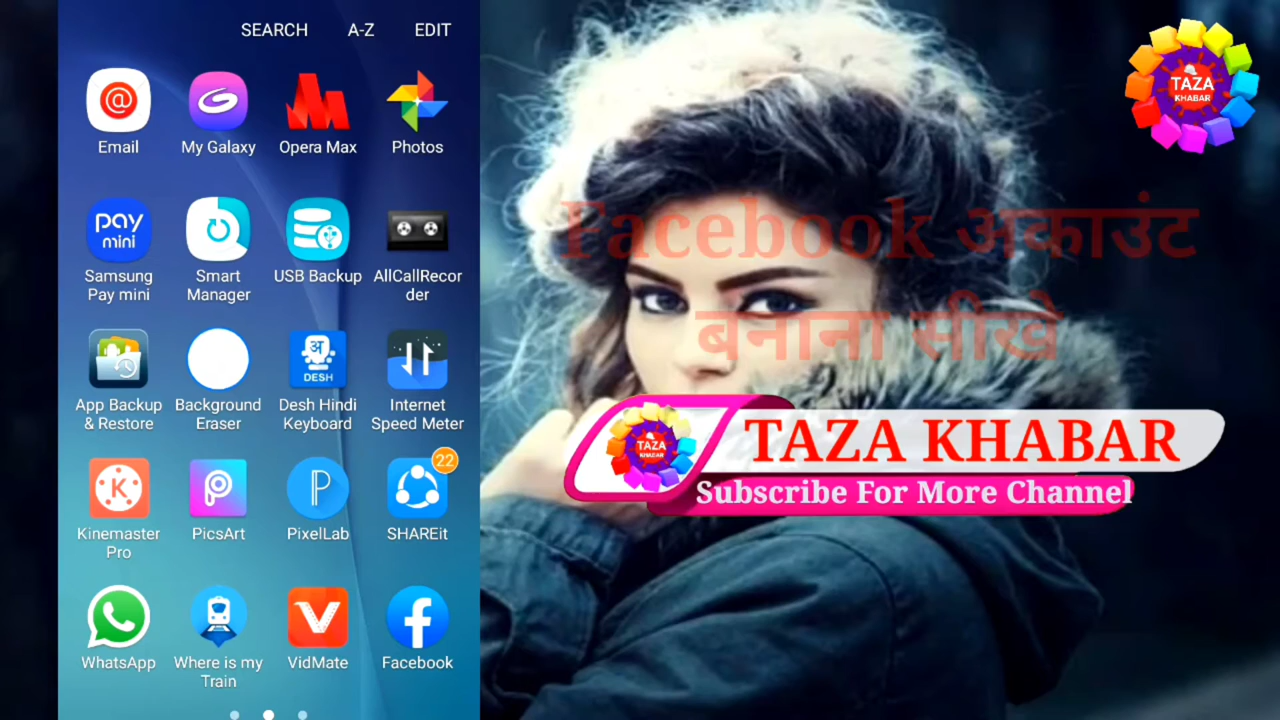 SEARCH A-Z EDIT
Email My Galaxy Opera Max Photos
pay
mini
Samsung Smart USB Backup AllCallRecor
Pay mini Manager der
अ
DESH
App Backup Background Desh Hindi Internet
& Restore Eraser Keyboard Speed Meter
22
K
Kinemaster PicsArt PixelLab SHAREit
Pro
WhatsApp Where is my VidMate Facebook
Train
TAZA
KHABAR
Facebook अकाउंट
बनाना सीखे
TAZA
KHABAR
TAZA KHABAR
Subscribe For More Channel